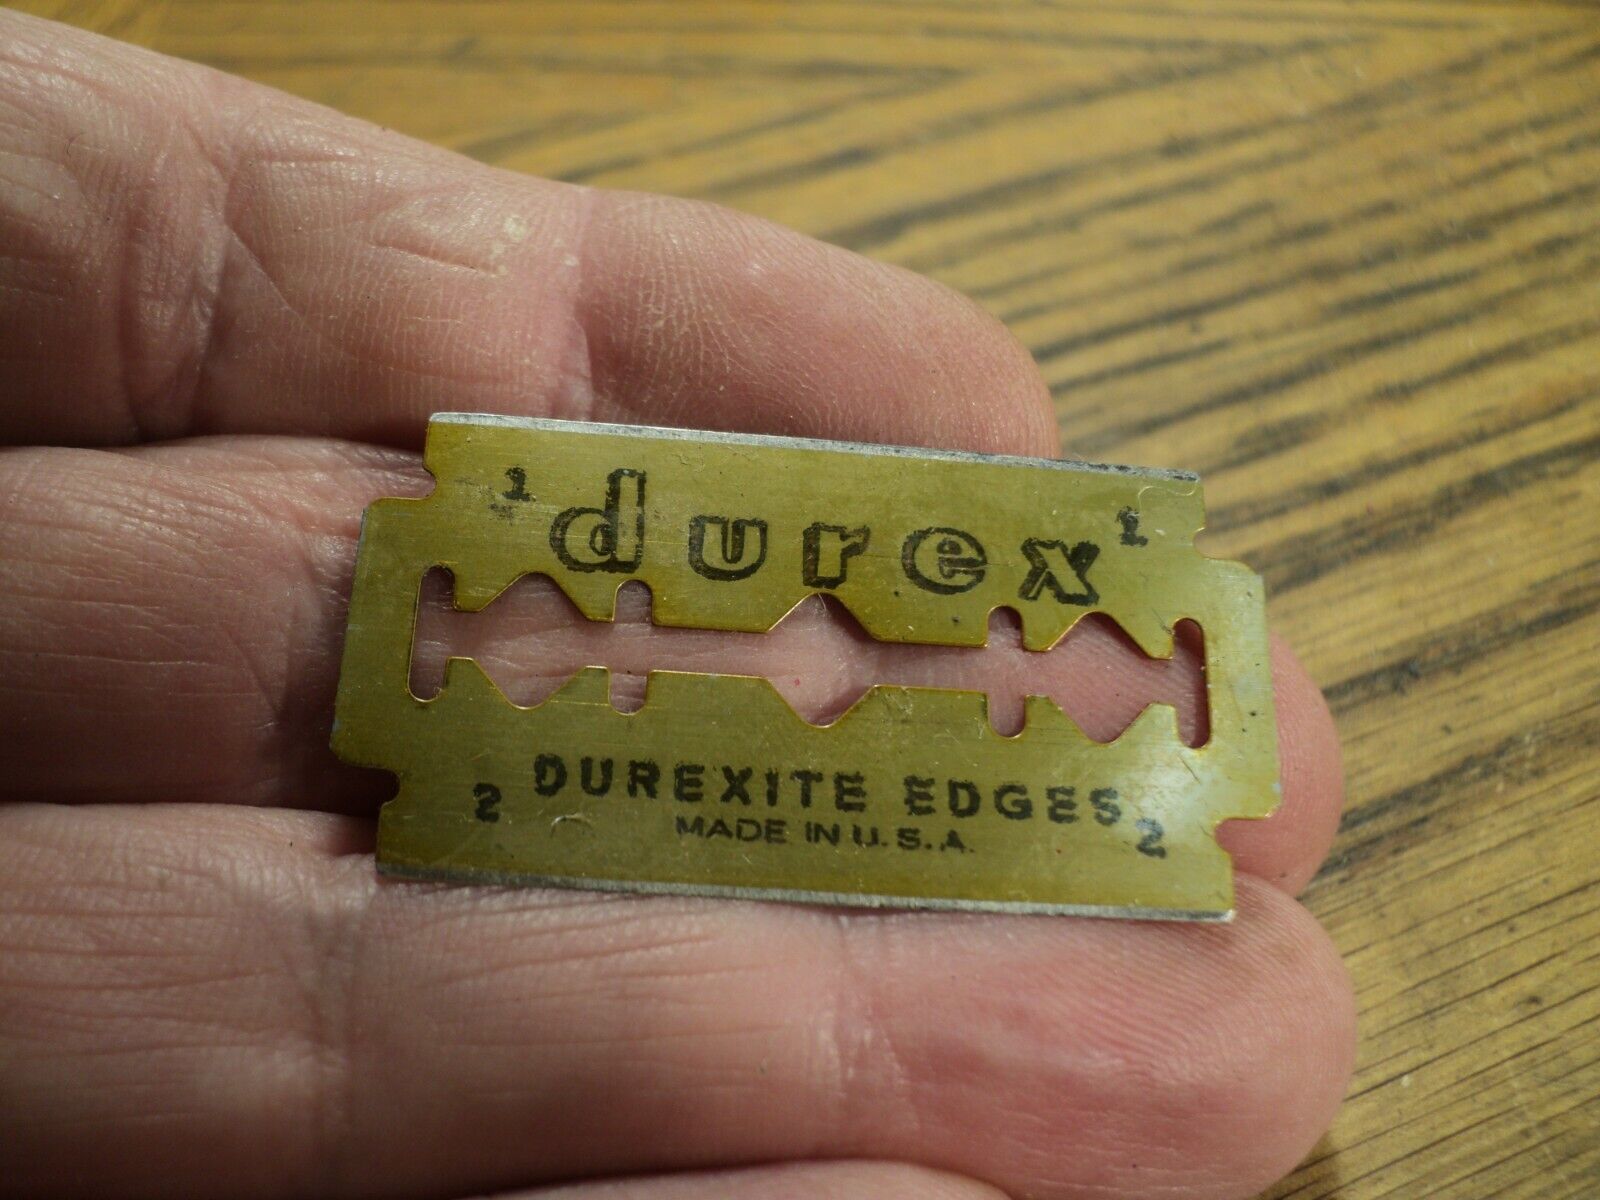 1 durex 1
2 DUREXITE EDGES 2
MADE IN U.S.A.